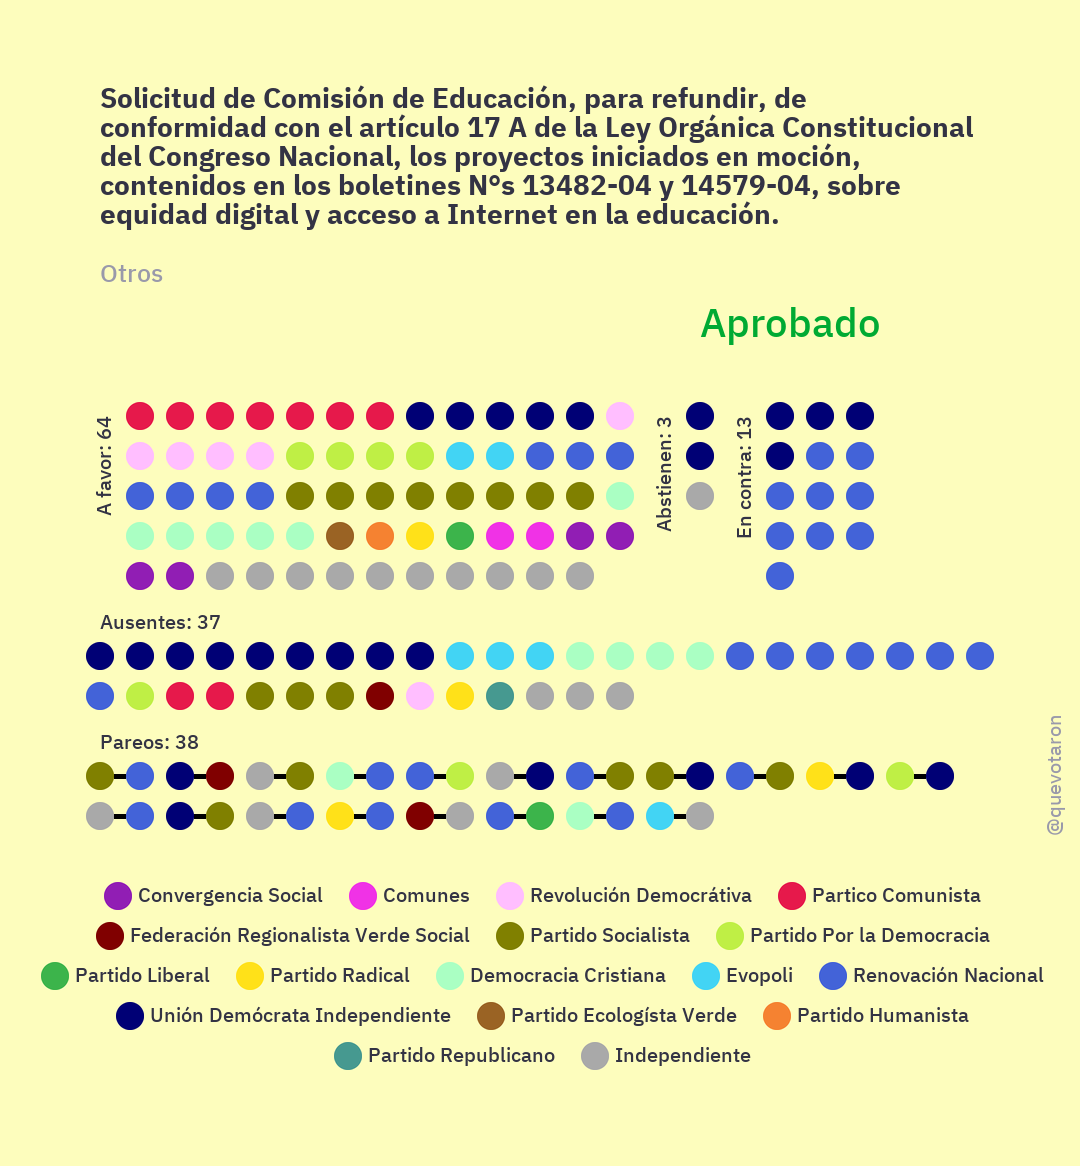 Solicitud de Comisión de Educación, para refundir, de
conformidad con el artículo 17 A de la Ley Orgánica Constitucional
del Congreso Nacional, los proyectos iniciados en moción,
contenidos en los boletines N°s 13482-04 y 14579-04, sobre
equidad digital y acceso a Internet en la educación.
Otros
Aprobado
A favor: 64
Abstienen: 3
En contra: 13
Ausentes: 37
Pareos: 38
@quevotaron
Convergencia Social
Comunes
Revolución Democrátiva
Partico Comunista
Federación Regionalista Verde Social
Partido Socialista
Partido Por la Democracia
Partido Liberal
Partido Radical
Democracia Cristiana
Evopoli
Renovación Nacional
Unión Demócrata Independiente
Partido Ecologísta Verde
Partido Humanista
Partido Republicano
Independiente